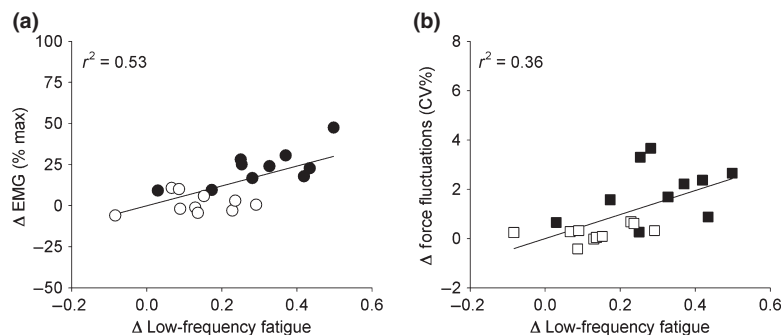 (a)
100
75
50
25
0
−25
−50
Δ EMG (% max)
r² = 0.53
−0.2 0.0 0.2 0.4 0.6
Δ Low-frequency fatigue
(b)
8
6
4
2
0
−2
Δ force fluctuations (CV%)
r² = 0.36
−0.2 0.0 0.2 0.4 0.6
Δ Low-frequency fatigue